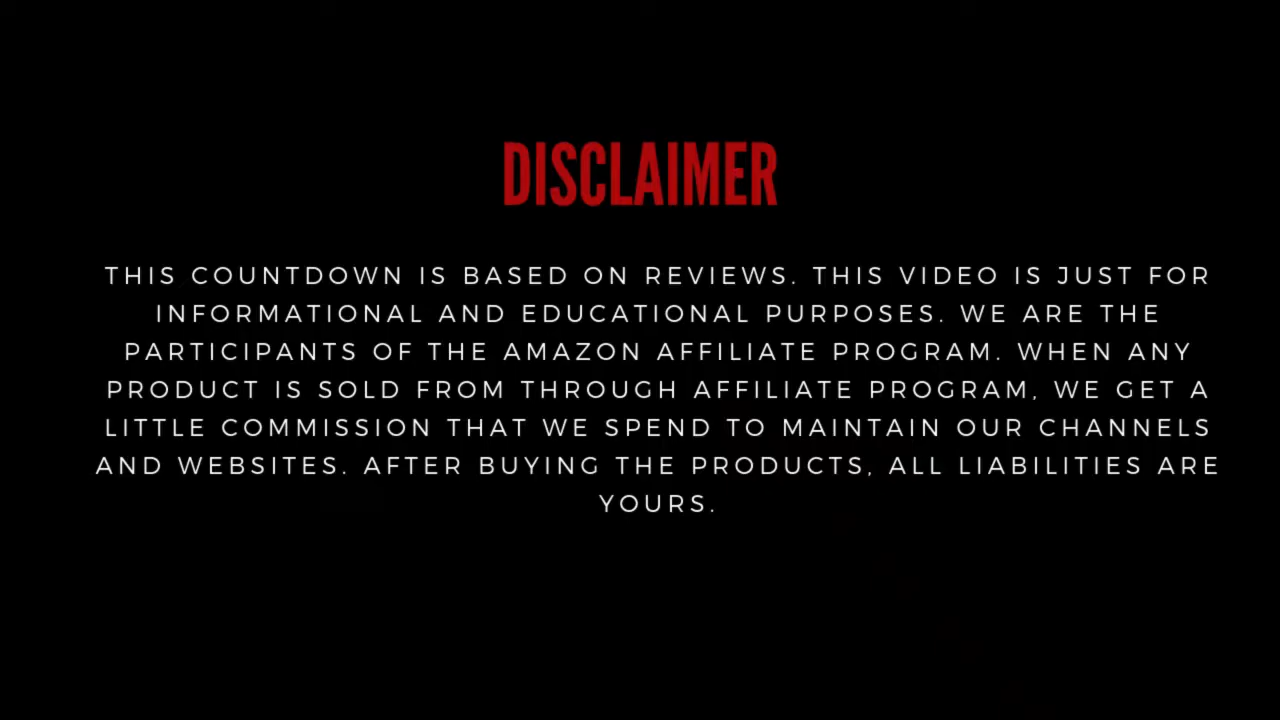 DISCLAIMER
THIS COUNTDOWN IS BASED ON REVIEWS. THIS VIDEO IS JUST FOR
INFORMATIONAL AND EDUCATIONAL PURPOSES. WE ARE THE
PARTICIPANTS OF THE AMAZON AFFILIATE PROGRAM. WHEN ANY
PRODUCT IS SOLD FROM THROUGH AFFILIATE PROGRAM, WE GET A
LITTLE COMMISSION THAT WE SPEND TO MAINTAIN OUR CHANNELS
AND WEBSITES. AFTER BUYING THE PRODUCTS, ALL LIABILITIES ARE
YOURS.